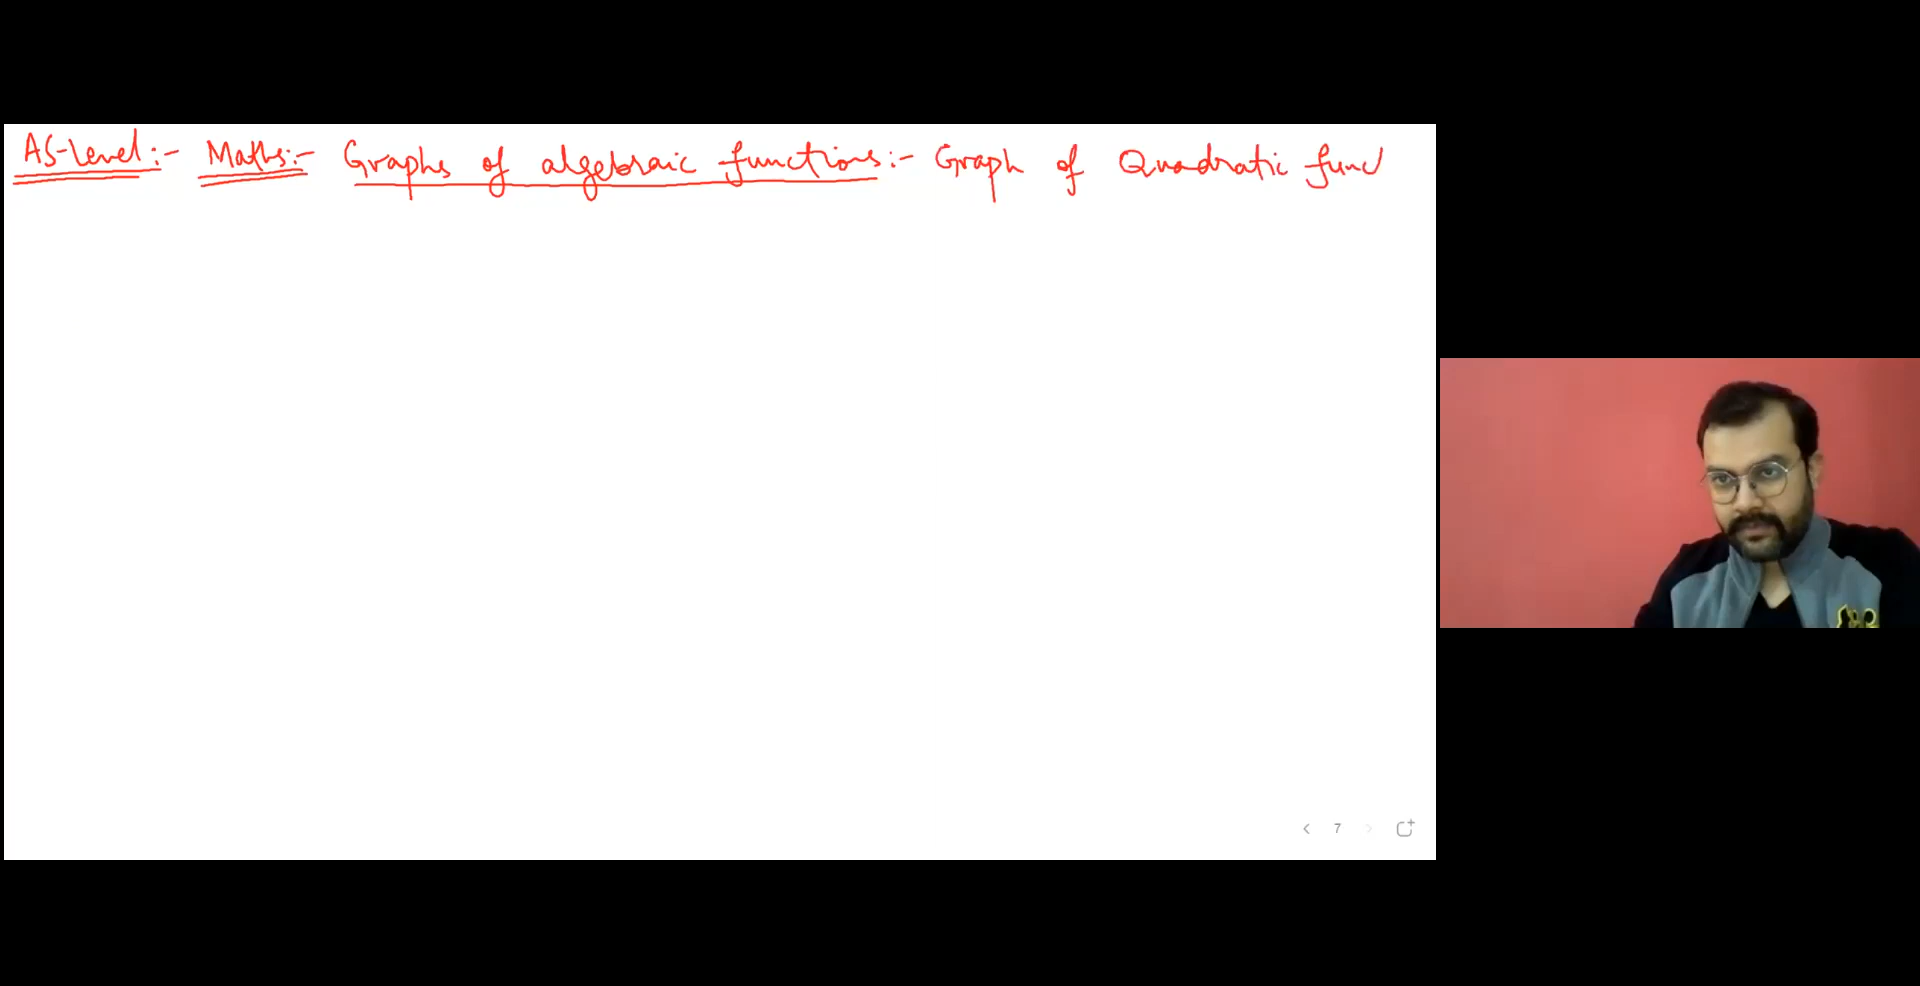 AS-Level:- Maths:- Graphs of algebraic functions:- Graph of Quadratic func
7